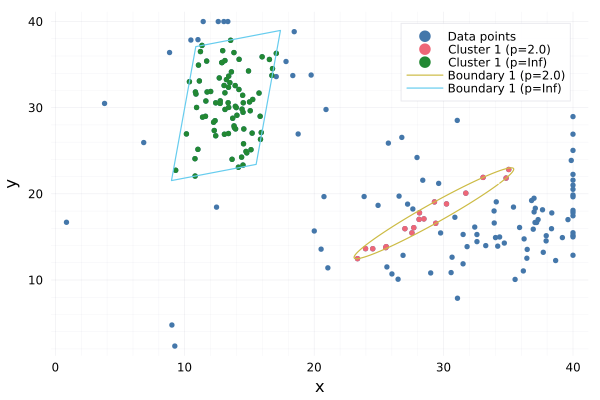 40
30
20
10
y
0
10
20
30
40
x
Data points
Cluster 1 (p=2.0)
Cluster 1 (p=Inf)
Boundary 1 (p=2.0)
Boundary 1 (p=Inf)